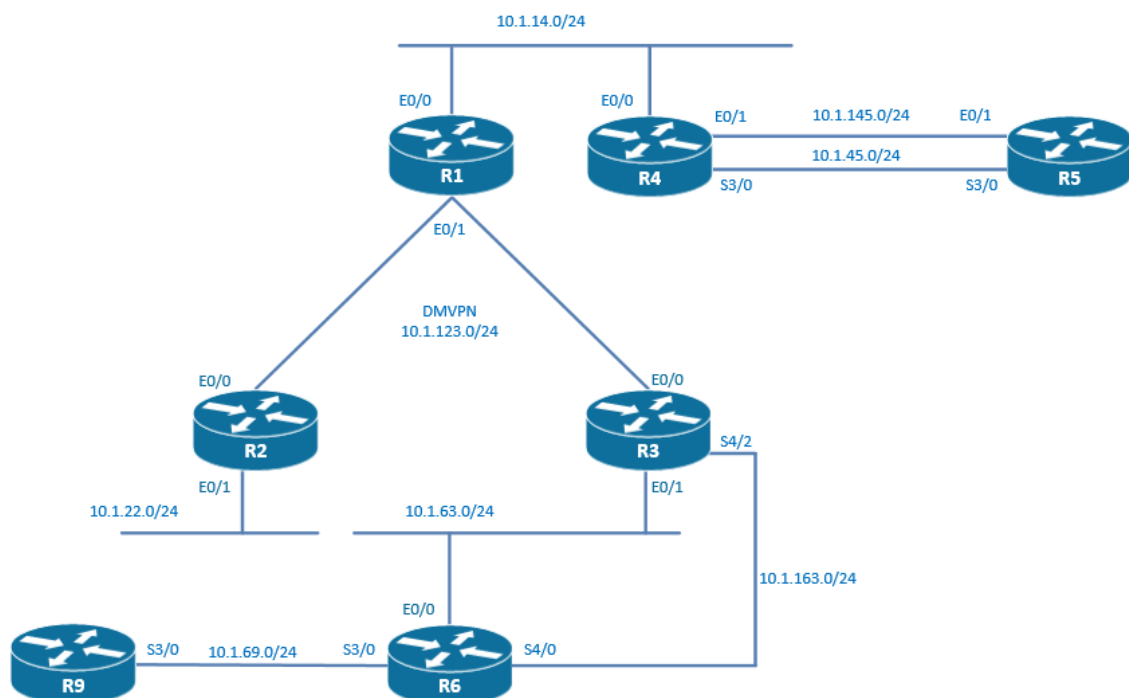 10.1.14.0/24
E0/0
E0/0
E0/1
10.1.145.0/24
E0/1
10.1.45.0/24
R1
R4
R5
S3/0
S3/0
E0/1
DMVPN
10.1.123.0/24
E0/0
E0/0
R2
R3
S4/2
E0/1
E0/1
10.1.22.0/24
10.1.63.0/24
10.1.163.0/24
E0/0
S3/0
10.1.69.0/24
S3/0
S4/0
R9
R6